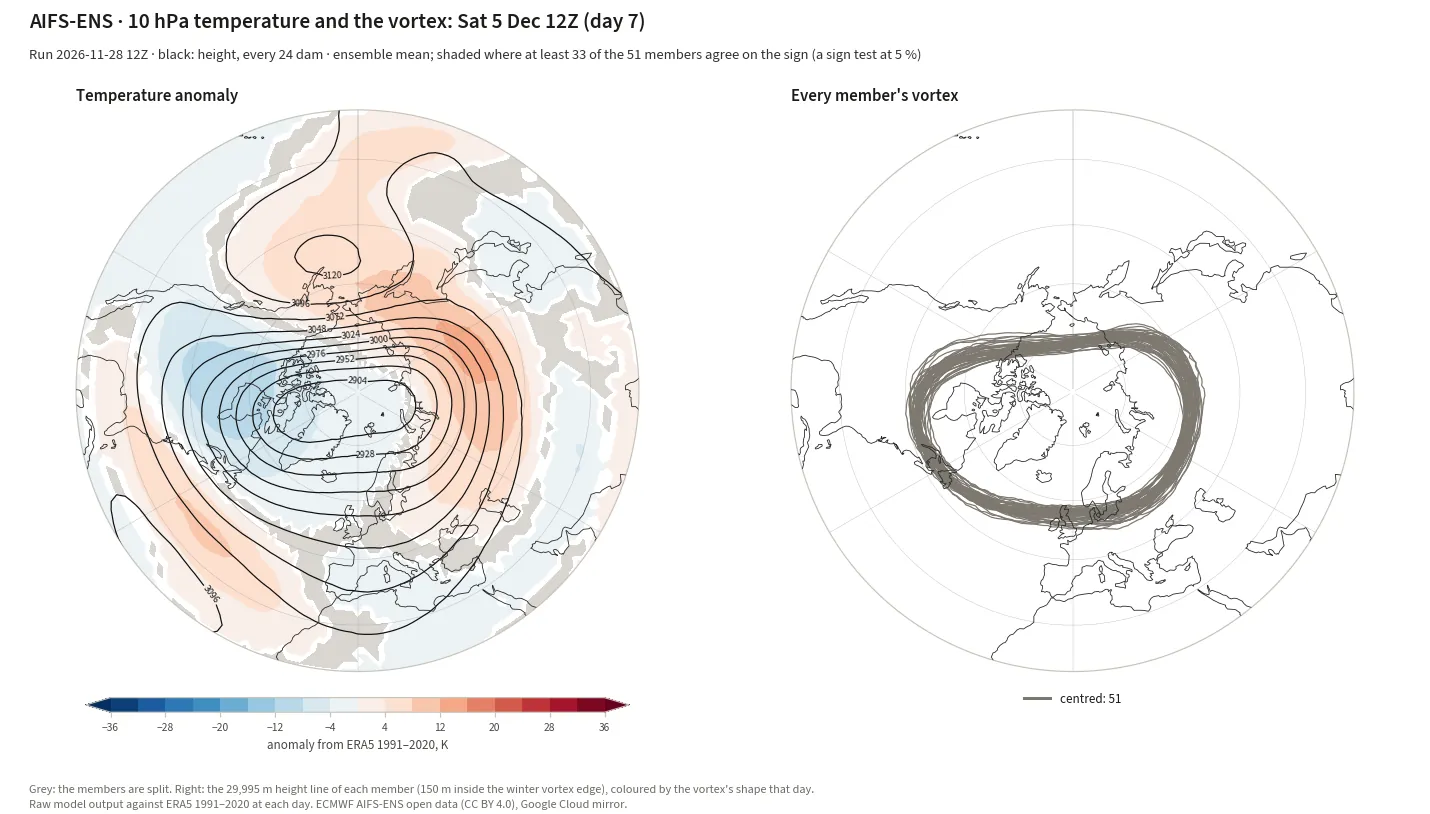 AIFS-ENS · 10 hPa temperature and the vortex: Sat 5 Dec 12Z (day 7)
Run 2026-11-28 12Z · black: height, every 24 dam · ensemble mean; shaded where at least 33 of the 51 members agree on the sign (a sign test at 5 %)
Temperature anomaly
Every member's vortex
3120
3096
3072
3048
3024
3000
2976
2952
2904
2928
3096
−36 −28 −20 −12 −4 4 12 20 28 36
anomaly from ERA5 1991–2020, K
centred: 51
Grey: the members are split. Right: the 29,995 m height line of each member (150 m inside the winter vortex edge), coloured by the vortex's shape that day.
Raw model output against ERA5 1991–2020 at each day. ECMWF AIFS-ENS open data (CC BY 4.0), Google Cloud mirror.